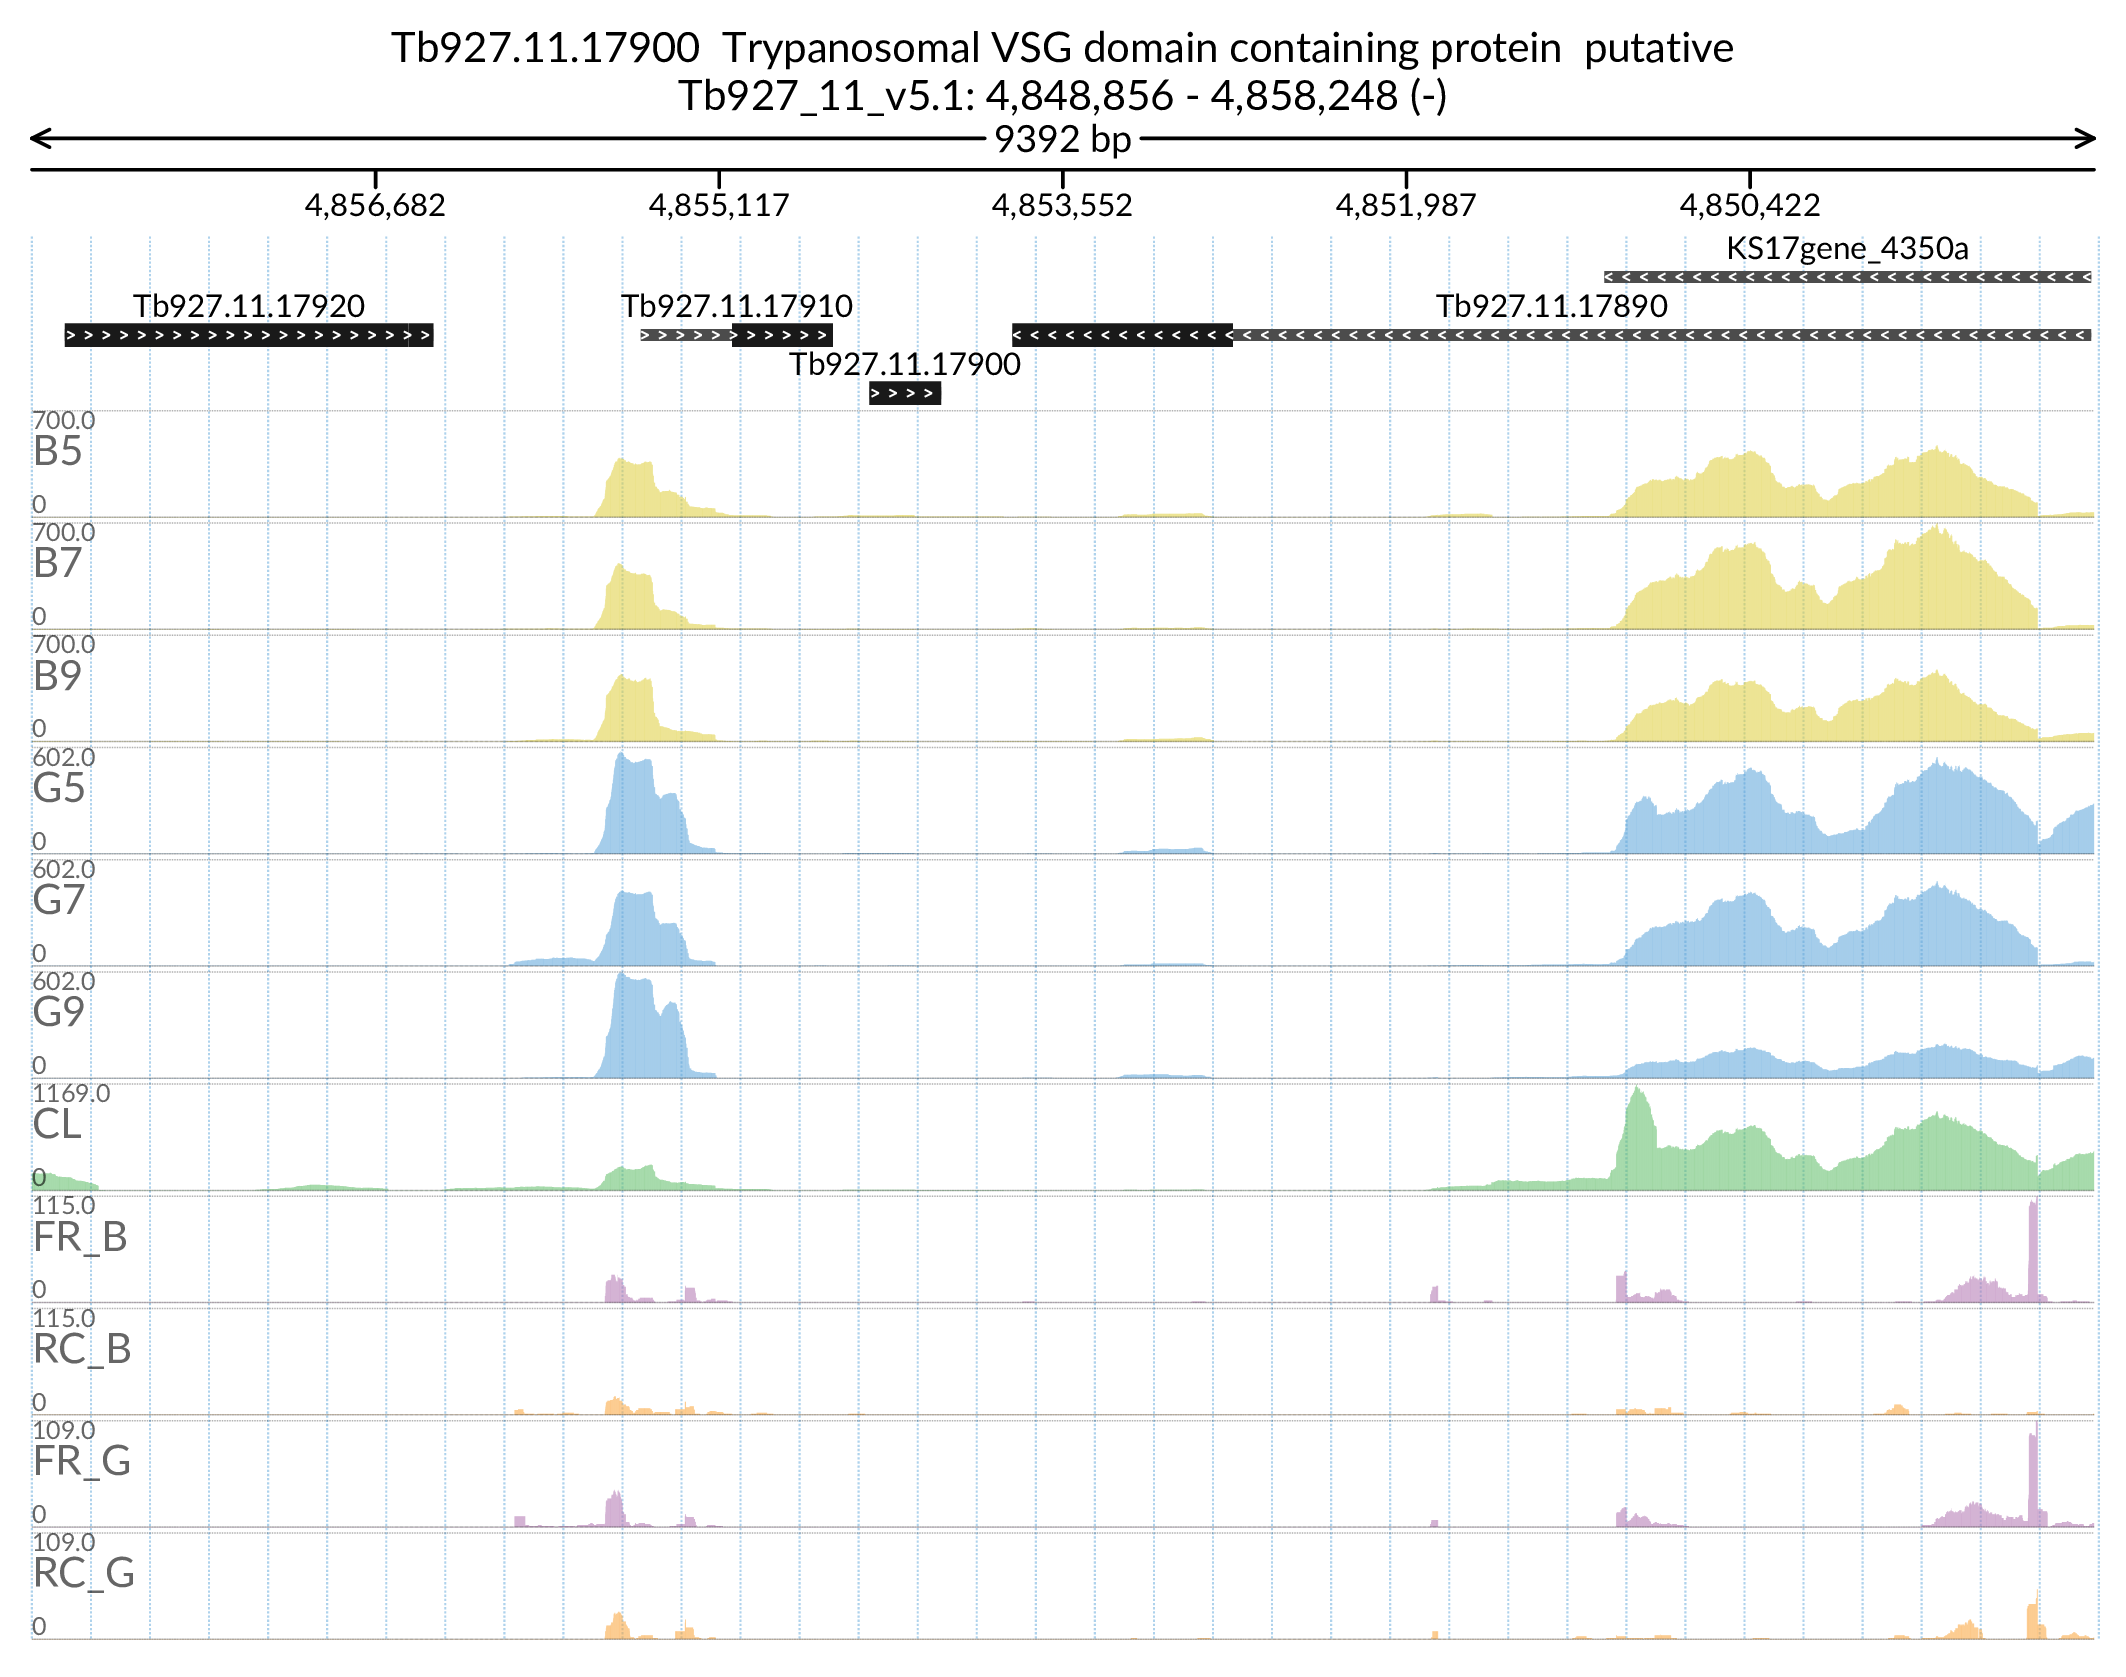 Tb927.11.17900  Trypanosomal VSG domain containing protein  putative
Tb927_11_v5.1: 4,848,856 - 4,858,248 (-)
9392 bp
4,856,682 4,855,117 4,853,552 4,851,987 4,850,422
KS17gene_4350a
Tb927.11.17920 Tb927.11.17910 Tb927.11.17890
Tb927.11.17900
700.0
B5
0
700.0
B7
0
700.0
B9
0
602.0
G5
0
602.0
G7
0
602.0
G9
0
1169.0
CL
0
115.0
FR_B
0
115.0
RC_B
0
109.0
FR_G
0
109.0
RC_G
0